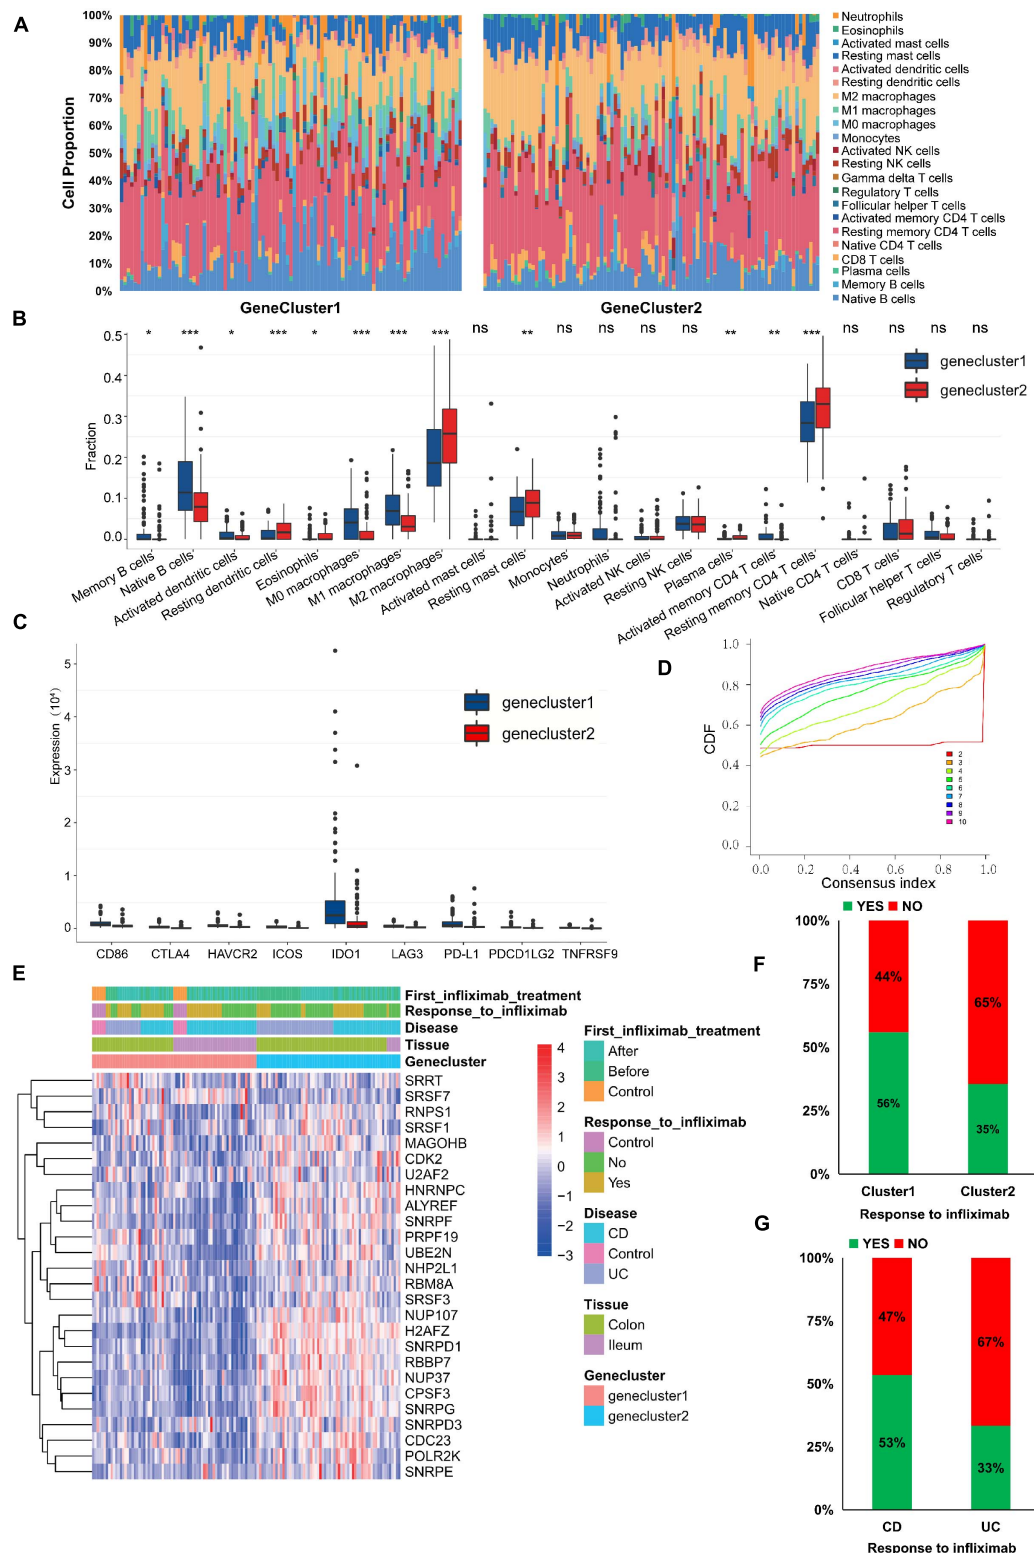 A
100%
90%
80%
70%
60%
50%
40%
30%
20%
10%
0%
Cell Proportion
GeneCluster1
GeneCluster2
Neutrophils
Eosinophils
Activated mast cells
Resting mast cells
Activated dendritic cells
Resting dendritic cells
M2 macrophages
M1 macrophages
M0 macrophages
Monocytes
Activated NK cells
Resting NK cells
Gamma delta T cells
Regulatory T cells
Follicular helper T cells
Activated memory CD4 T cells
Resting memory CD4 T cells
Native CD4 T cells
CD8 T cells
Plasma cells
Memory B cells
Native B cells
B
* *** * *** * *** *** *** ns ** ns ns ns ns ** ** *** ns ns ns ns
0.5
0.4
0.3
0.2
0.1
0.0
Fraction
genecluster1
genecluster2
Memory B cells
Native B cells
Activated dendritic cells
Resting dendritic cells
Eosinophils
M0 macrophages
M1 macrophages
M2 macrophages
Activated mast cells
Resting mast cells
Monocytes
Neutrophils
Activated NK cells
Resting NK cells
Plasma cells
Activated memory CD4 T cells
Resting memory CD4 T cells
Native CD4 T cells
CD8 T cells
Follicular helper T cells
Regulatory T cells
C
5
4
3
2
1
0
Expression (10⁴)
genecluster1
genecluster2
CD86 CTLA4 HAVCR2 ICOS IDO1 LAG3 PD-L1 PDCD1LG2 TNFRSF9
D
1.0
0.8
0.6
0.4
0.2
0.0
CDF
2
3
4
5
6
7
8
9
10
0.0 0.2 0.4 0.6 0.8 1.0
Consensus index
E
First_infliximab_treatment
Response_to_infliximab
Disease
Tissue
Genecluster
SRRT
SRSF7
RNPS1
SRSF1
MAGOHB
CDK2
U2AF2
HNRNPC
ALYREF
SNRPF
PRPF19
UBE2N
NHP2L1
RBM8A
SRSF3
NUP107
H2AFZ
SNRPD1
RBBP7
NUP37
CPSF3
SNRPG
SNRPD3
CDC23
POLR2K
SNRPE
4
3
2
1
0
−1
−2
−3
First_infliximab_treatment
After
Before
Control
Response_to_infliximab
Control
No
Yes
Disease
CD
Control
UC
Tissue
Colon
Ileum
Genecluster
genecluster1
genecluster2
F
YES NO
100%
75%
50%
25%
0%
44%
56%
65%
35%
Cluster1 Cluster2
Response to infliximab
G
YES NO
100%
75%
50%
25%
0%
47%
53%
67%
33%
CD UC
Response to infliximab